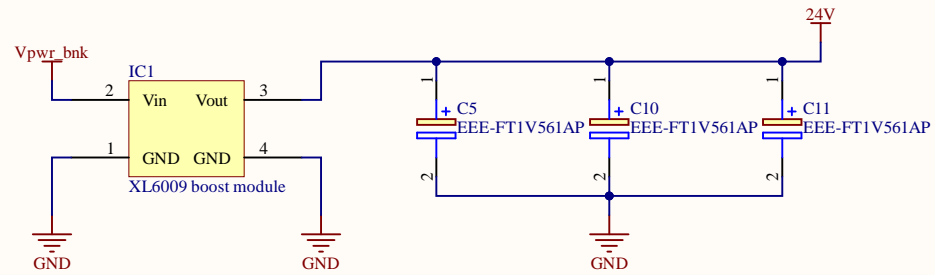 24V
Vpwr_bnk
IC1
2 Vin Vout 3
1 GND GND 4
XL6009 boost module
1 1 1
+ C5 + C10 + C11
EEE-FT1V561AP EEE-FT1V561AP EEE-FT1V561AP
2 2 2
GND GND GND